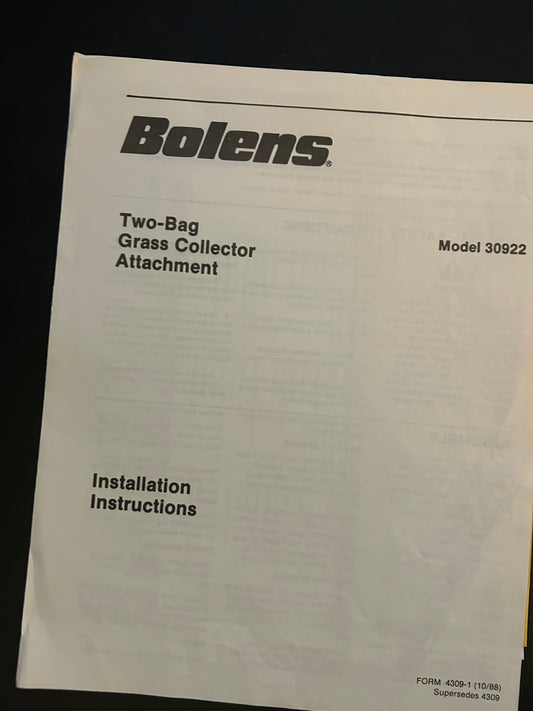 Bolens®
Two-Bag
Grass Collector
Attachment
Model 30922
Installation
Instructions
FORM 4309-1 (10/88)
Supersedes 4309